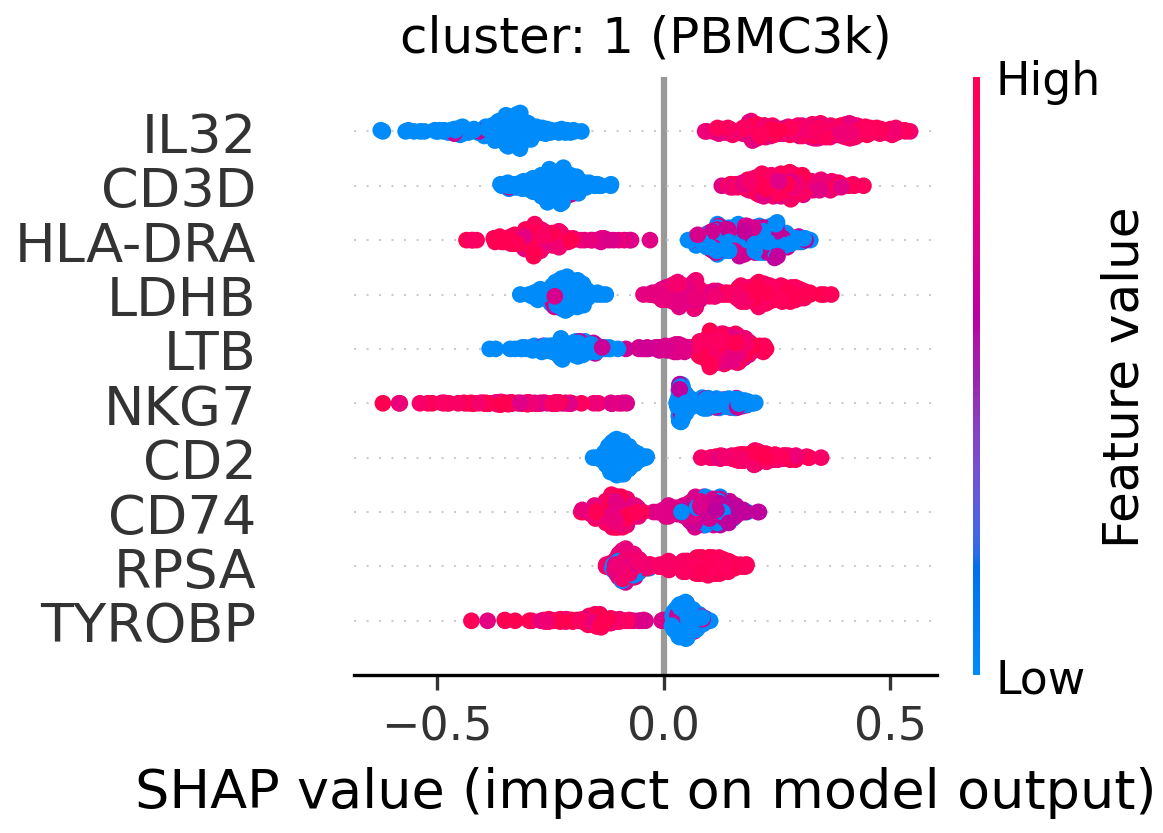 cluster: 1 (PBMC3k)
High
IL32
CD3D
HLA-DRA
LDHB
LTB
NKG7
CD2
CD74
RPSA
TYROBP
Feature value
Low
−0.5 0.0 0.5
SHAP value (impact on model output)